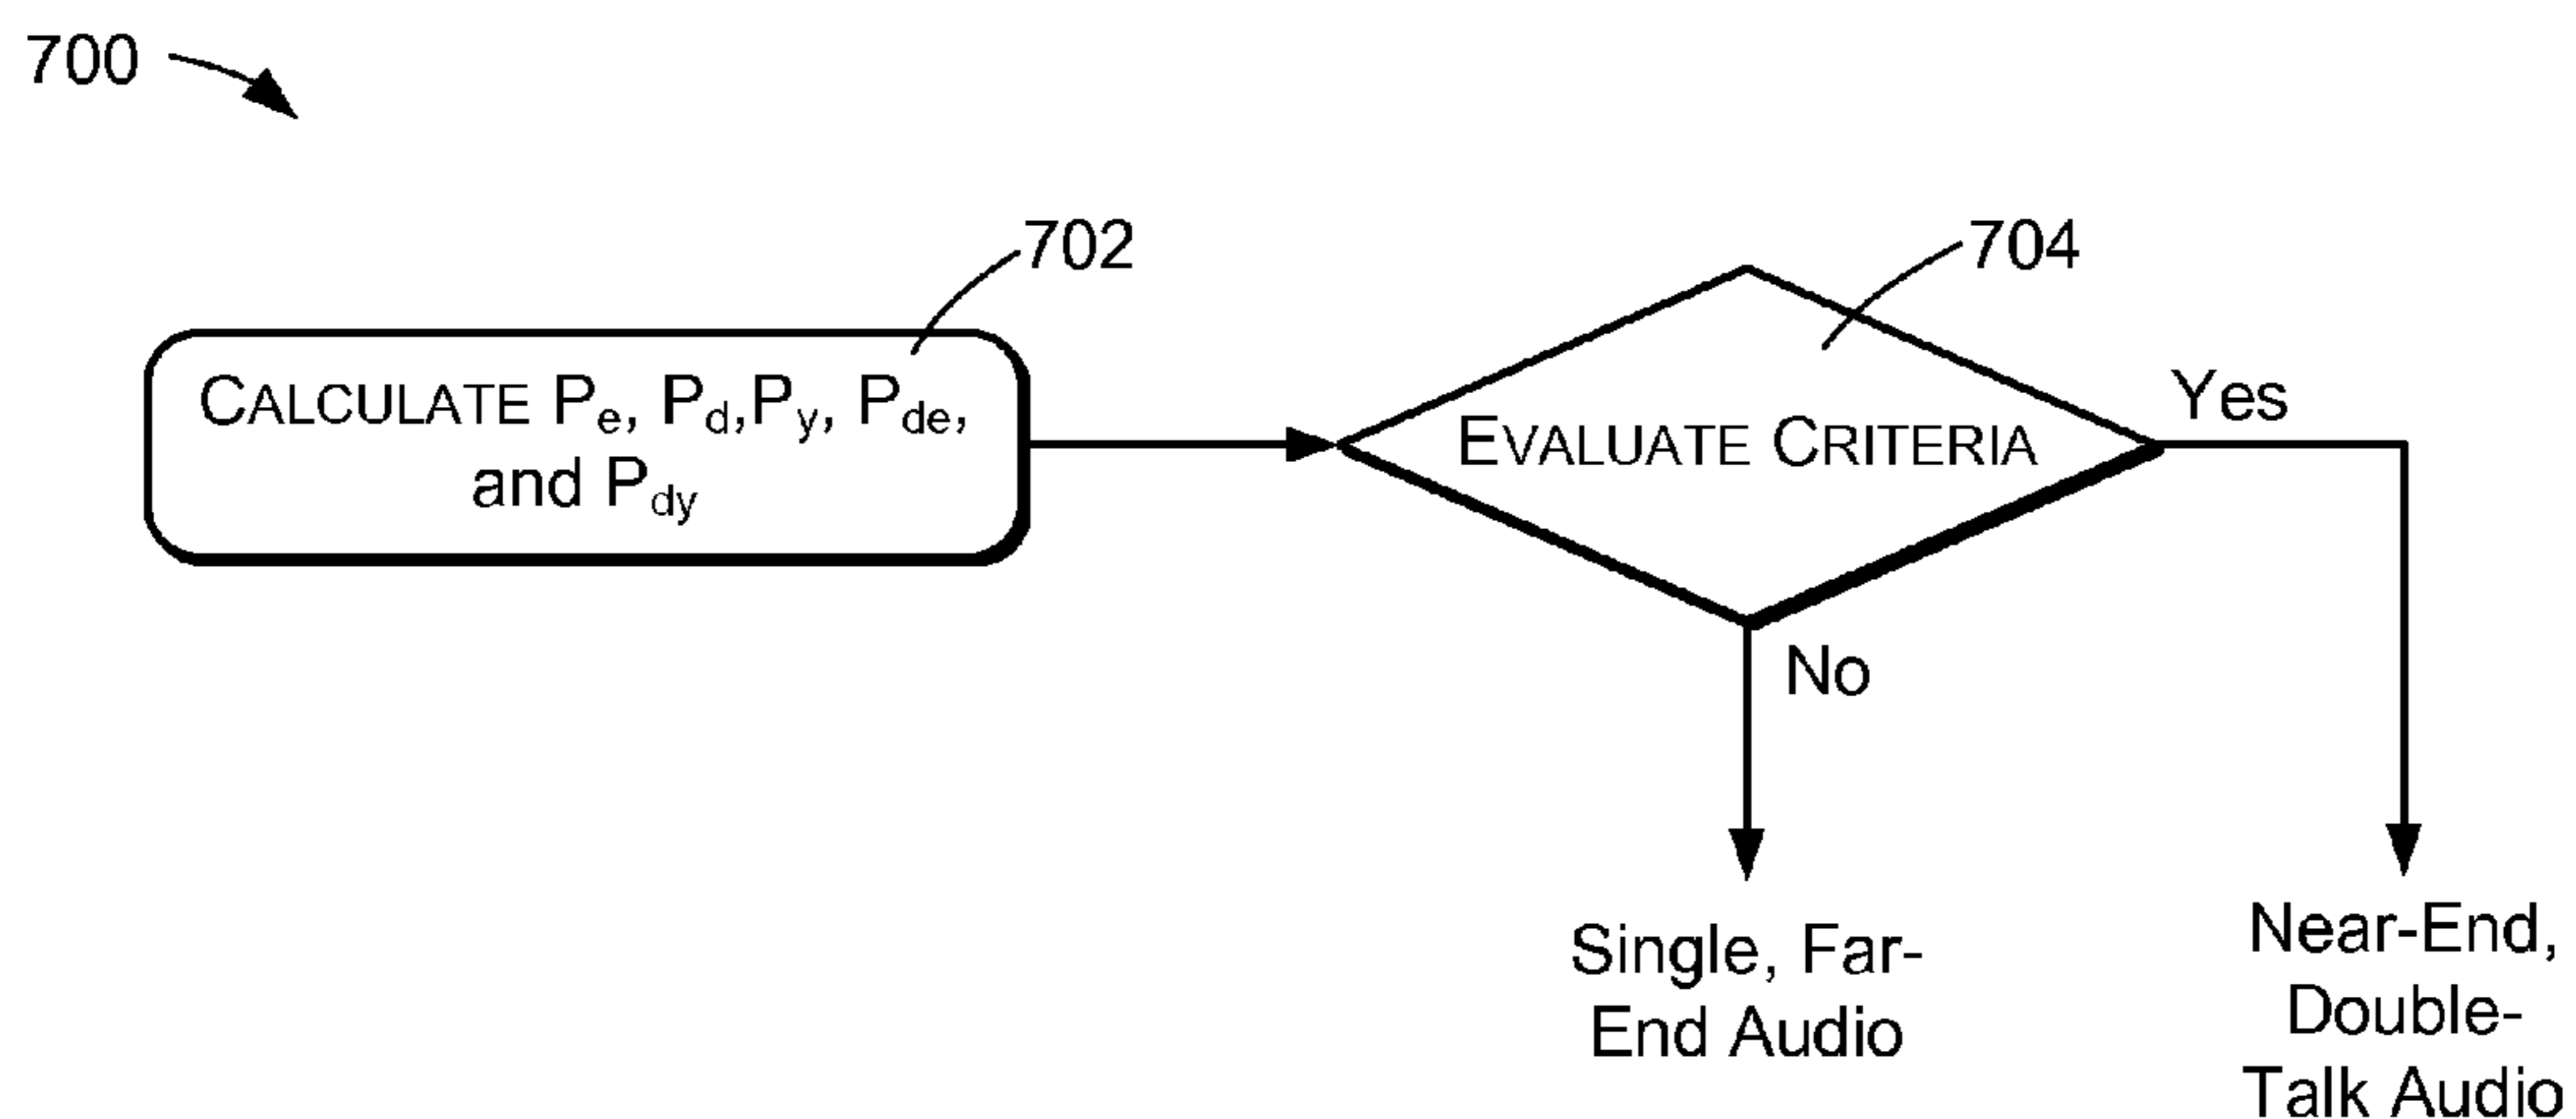 700
702
704
CALCULATE Pe, Pd,Py, Pde,
and Pdy
EVALUATE CRITERIA
Yes
No
Single, Far-
End Audio
Near-End,
Double-
Talk Audio